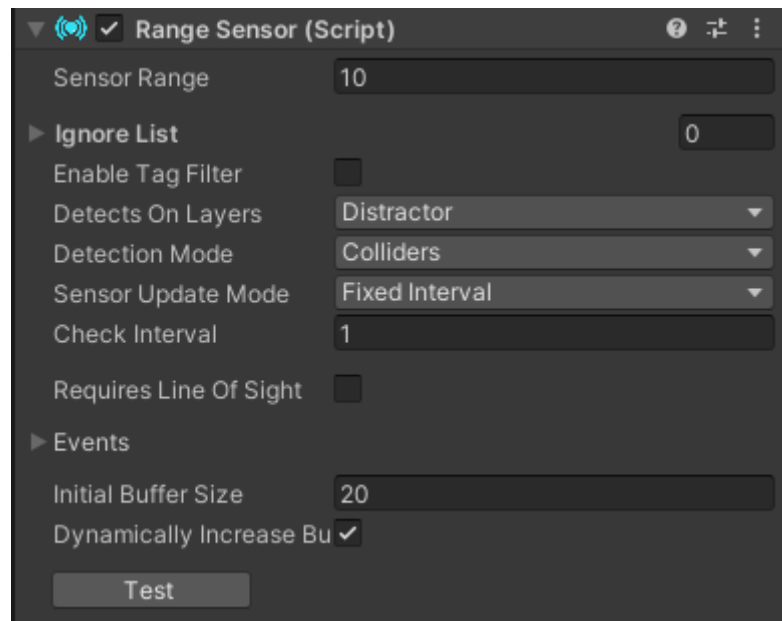 Range Sensor (Script)
Sensor Range 10
Ignore List 0
Enable Tag Filter
Detects On Layers Distractor
Detection Mode Colliders
Sensor Update Mode Fixed Interval
Check Interval 1
Requires Line Of Sight
Events
Initial Buffer Size 20
Dynamically Increase Bu
Test